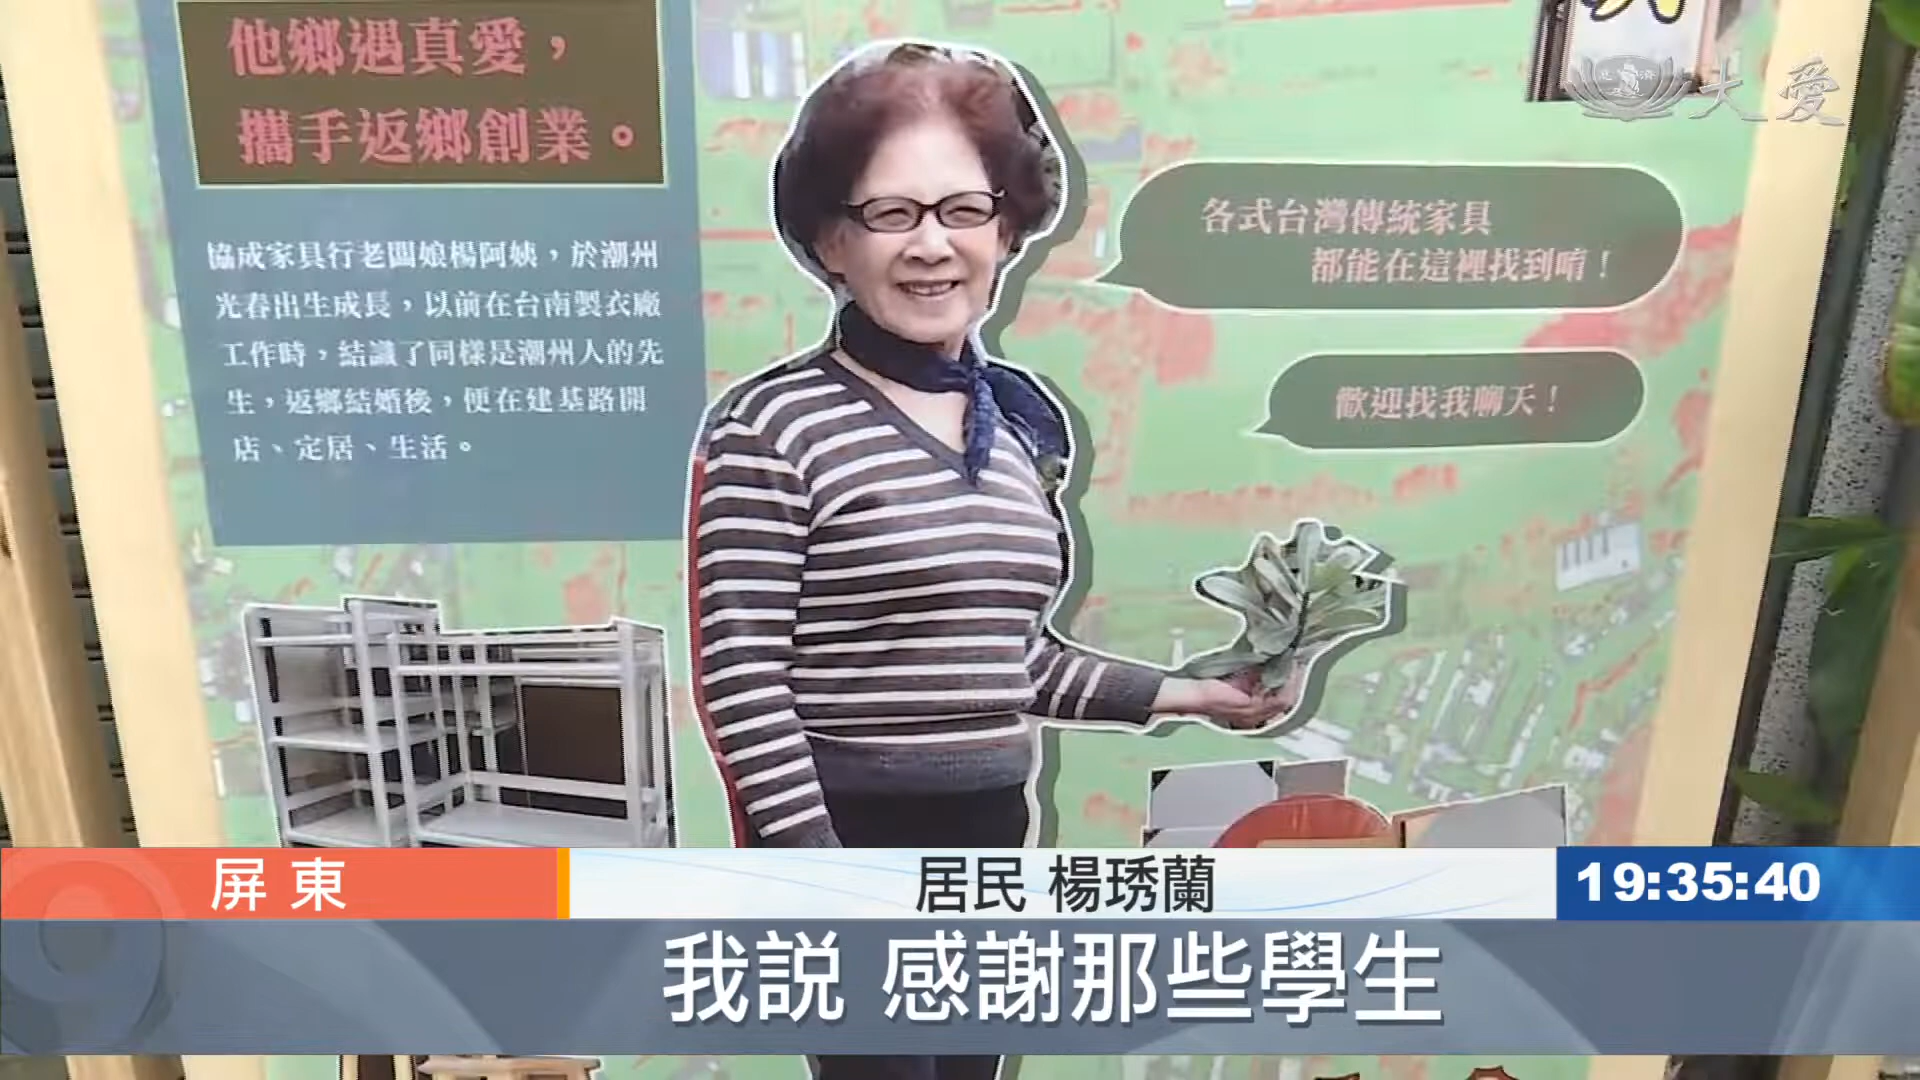 他鄉遇真愛，
攜手返鄉創業。
協成家具行老闆娘楊阿姨，於潮州
光春出生成長，以前在台南製衣廠
工作時，結識了同樣是潮州人的先
生，返鄉結婚後，便在建基路開
店、定居、生活。
大愛
各式台灣傳統家具
都能在這裡找到唷！
歡迎找我聊天！
屏東
居民 楊琇蘭
19:35:40
我説 感謝那些學生